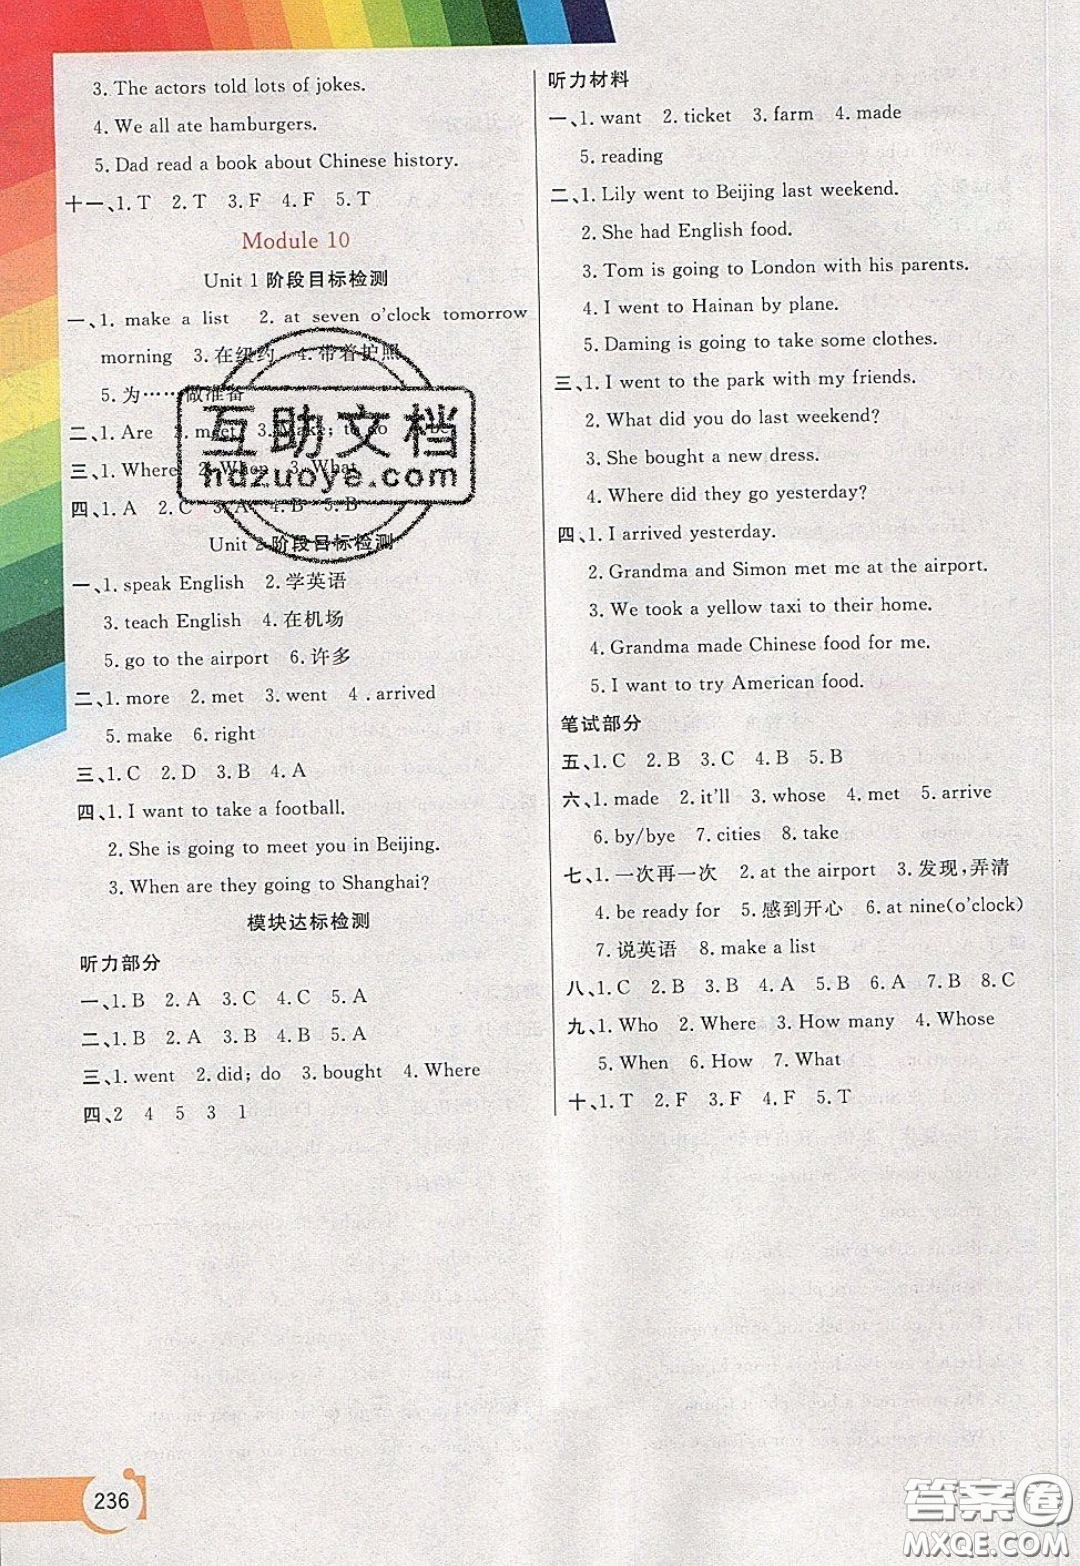 3. The actors told lots of jokes.
4. We all ate hamburgers.
5. Dad read a book about Chinese history.
十一、1. T 2. T 3. F 4. F 5. T
Module 10
Unit 1 阶段目标检测
一、1. make a list 2. at seven o'clock tomorrow
morning 3. 在纽约 4. 带着护照
5. 为……做准备
二、1. Are 2. meet 3. Make; to do 4. be
三、1. Where 2. When 3. What
四、1. A 2. C 3. A 4. B 5. B
Unit 2 阶段目标检测
一、1. speak English 2. 学英语
3. teach English 4. 在机场
5. go to the airport 6. 许多
二、1. more 2. met 3. went 4. arrived
5. make 6. right
三、1. C 2. D 3. B 4. A
四、1. I want to take a football.
2. She is going to meet you in Beijing.
3. When are they going to Shanghai?
模块达标检测
听力部分
一、1. B 2. A 3. C 4. C 5. A
二、1. B 2. A 3. B 4. B 5. A
三、1. went 2. did; do 3. bought 4. Where
四、2 4 5 3 1
听力材料
一、1. want 2. ticket 3. farm 4. made
5. reading
二、1. Lily went to Beijing last weekend.
2. She had English food.
3. Tom is going to London with his parents.
4. I went to Hainan by plane.
5. Daming is going to take some clothes.
三、1. I went to the park with my friends.
2. What did you do last weekend?
3. She bought a new dress.
4. Where did they go yesterday?
四、1. I arrived yesterday.
2. Grandma and Simon met me at the airport.
3. We took a yellow taxi to their home.
4. Grandma made Chinese food for me.
5. I want to try American food.
笔试部分
五、1. C 2. C 3. A 4. B 5. B
六、1. made 2. it'll 3. whose 4. met 5. arrive
6. by/bye 7. cities 8. take
七、1. 一次再一次 2. at the airport 3. 发现,弄清
4. be ready for 5. 感到开心 6. at nine(o'clock)
7. 说英语 8. make a list
八、1. C 2. B 3. B 4. A 5. B 6. A 7. B 8. C
九、1. Who 2. Where 3. How many 4. Whose
5. When 6. How 7. What
十、1. T 2. F 3. F 4. F 5. T
互助文档
hdzuoye.com
236
答案圈
MXQE.COM